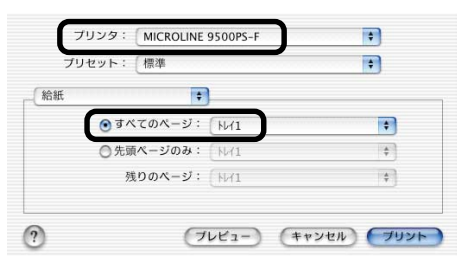 プリンタ： MICROLINE 9500PS-F
プリセット： 標準
給紙
すべてのページ： ﾄﾚｲ1
先頭ページのみ： ﾄﾚｲ1
残りのページ： ﾄﾚｲ1
? プレビュー キャンセル プリント